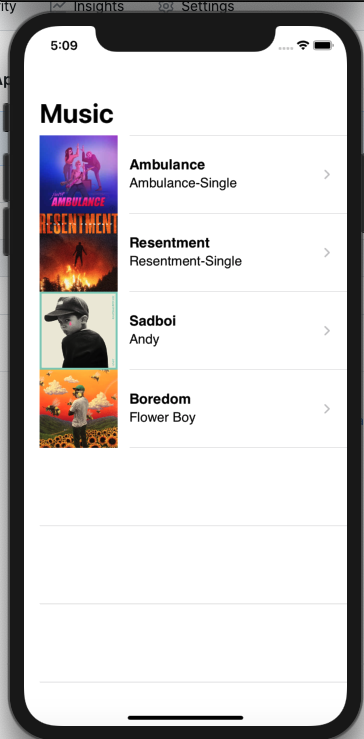 ity Insights Settings
5:09
Music
Ambulance
Ambulance-Single
AMBULANCE
Resentment
Resentment-Single
RESENTMENT
Sadboi
Andy
Boredom
Flower Boy